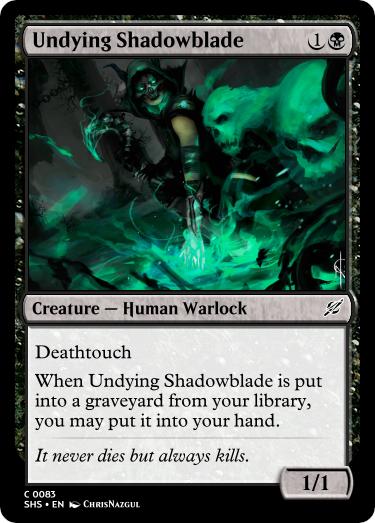 Undying Shadowblade 1
Creature — Human Warlock
Deathtouch
When Undying Shadowblade is put
into a graveyard from your library,
you may put it into your hand.
It never dies but always kills.
1/1
C 0083
SHS • EN ChrisNazgul